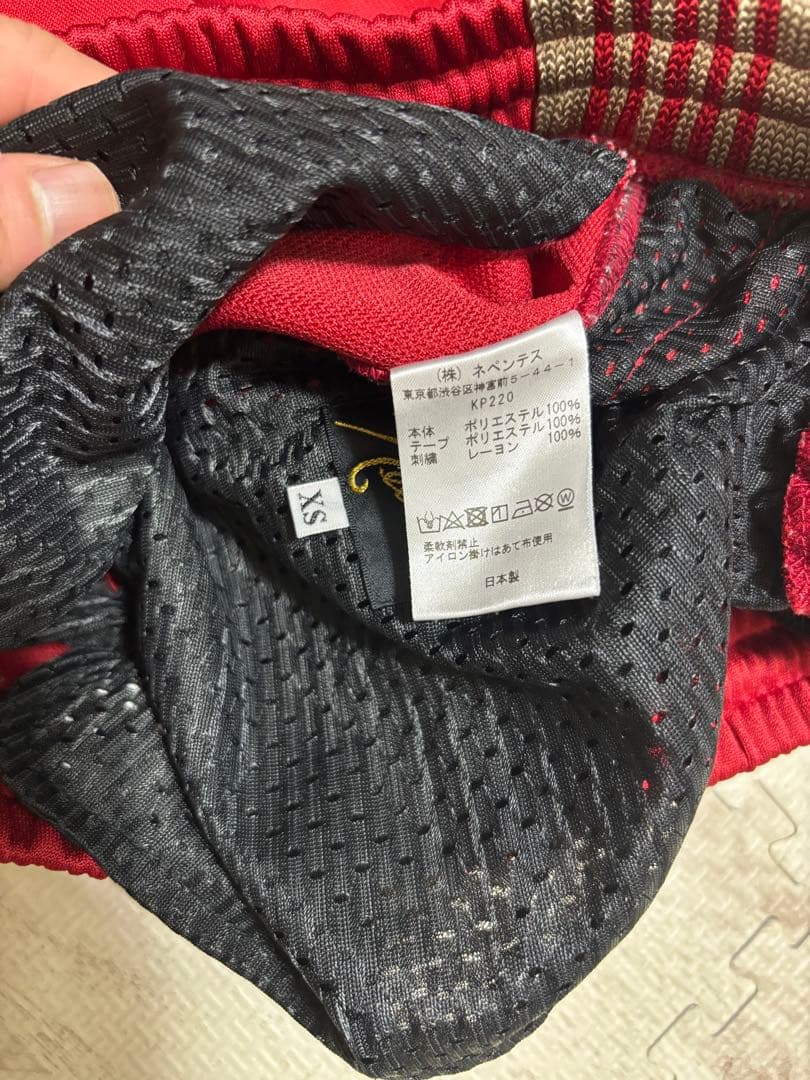 (株) ネペンテス
東京都渋谷区神宮前5-44-1
KP220
本体 ポリエステル100%
テープ ポリエステル100%
刺繍 レーヨン 100%
柔軟剤禁止
アイロン掛けはあて布使用
日本製
XS